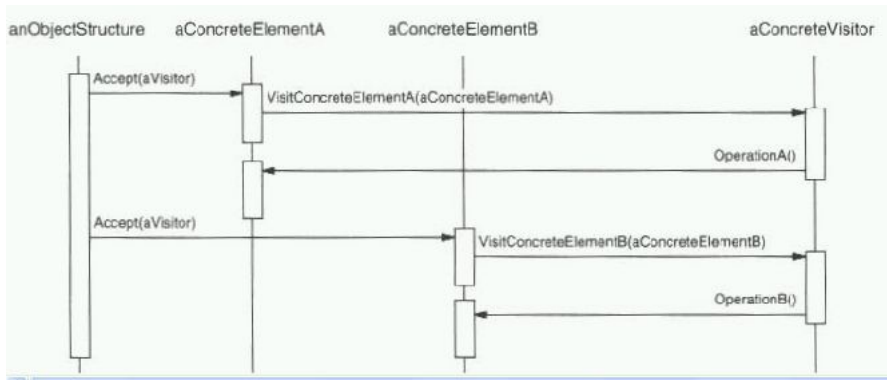 anObjectStructure aConcreteElementA aConcreteElementB aConcreteVisitor
Accept(aVisitor)
VisitConcreteElementA(aConcreteElementA)
OperationA()
Accept(aVisitor)
VisitConcreteElementB(aConcreteElementB)
OperationB()